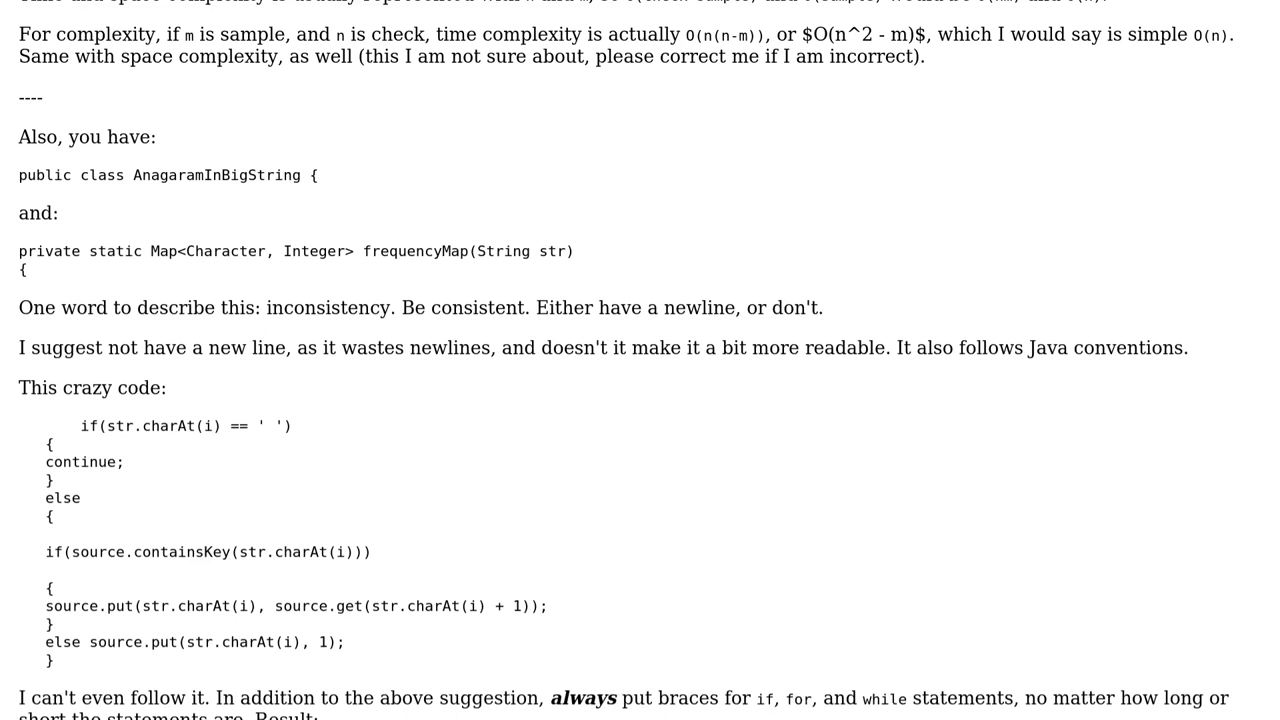 For complexity, if m is sample, and n is check, time complexity is actually O(n(n-m)), or $O(n^2 - m)$, which I would say is simple O(n).
Same with space complexity, as well (this I am not sure about, please correct me if I am incorrect).
----
Also, you have:
public class AnagaramInBigString {
and:
private static Map<Character, Integer> frequencyMap(String str)
{
One word to describe this: inconsistency. Be consistent. Either have a newline, or don't.
I suggest not have a new line, as it wastes newlines, and doesn't it make it a bit more readable. It also follows Java conventions.
This crazy code:
if(str.charAt(i) == ' ')
{
continue;
}
else
{
if(source.containsKey(str.charAt(i)))
{
source.put(str.charAt(i), source.get(str.charAt(i) + 1));
}
else source.put(str.charAt(i), 1);
}
I can't even follow it. In addition to the above suggestion, always put braces for if, for, and while statements, no matter how long or
short the statements are. Result: